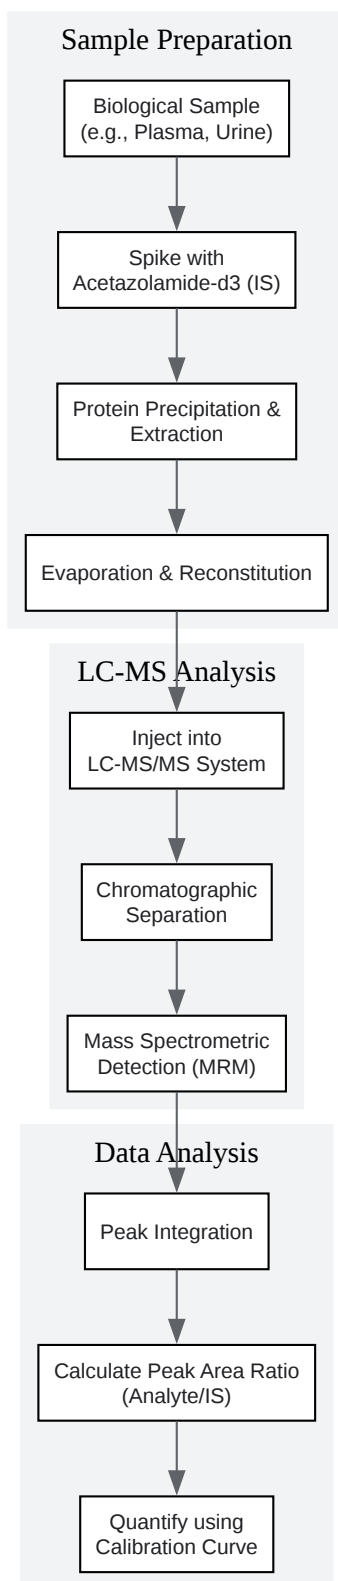 Sample Preparation
Biological Sample
(e.g., Plasma, Urine)
Spike with
Acetazolamide-d3 (IS)
Protein Precipitation &
Extraction
Evaporation & Reconstitution
LC-MS Analysis
Inject into
LC-MS/MS System
Chromatographic
Separation
Mass Spectrometric
Detection (MRM)
Data Analysis
Peak Integration
Calculate Peak Area Ratio
(Analyte/IS)
Quantify using
Calibration Curve